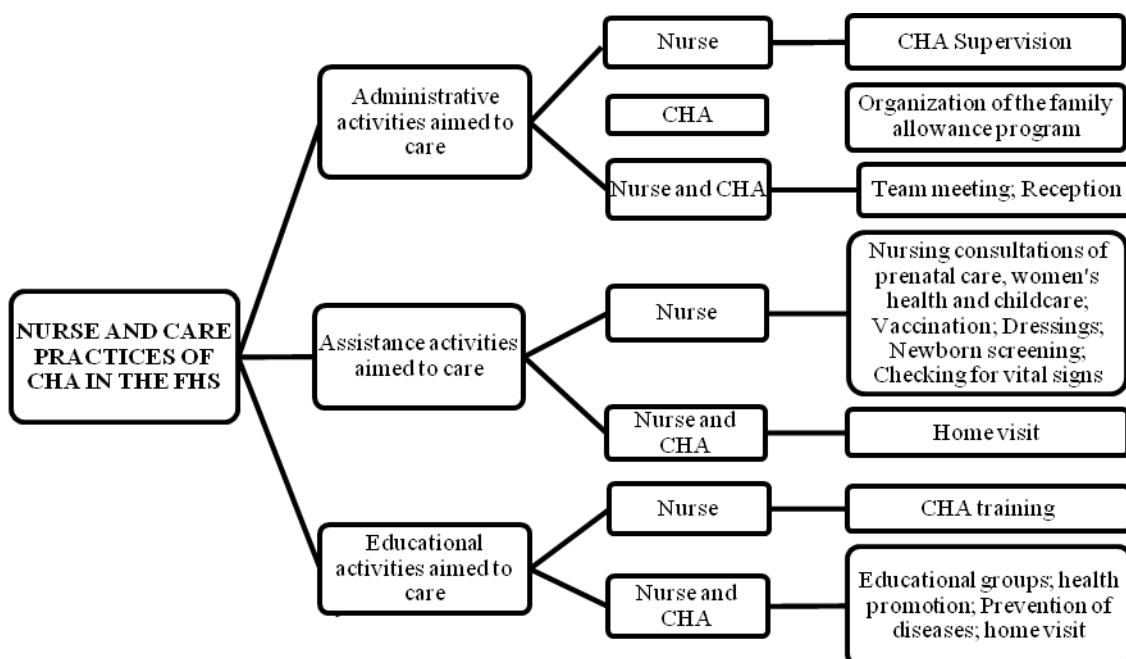 NURSE AND CARE
PRACTICES OF
CHA IN THE FHS
Administrative
activities aimed to
care
Nurse
CHA Supervision
CHA
Organization of the family
allowance program
Nurse and CHA
Team meeting; Reception
Assistance activities
aimed to care
Nurse
Nursing consultations of
prenatal care, women's
health and childcare;
Vaccination; Dressings;
Newborn screening;
Checking for vital signs
Nurse and
CHA
Home visit
Educational
activities aimed to
care
Nurse
CHA training
Nurse and
CHA
Educational groups; health
promotion; Prevention of
diseases; home visit